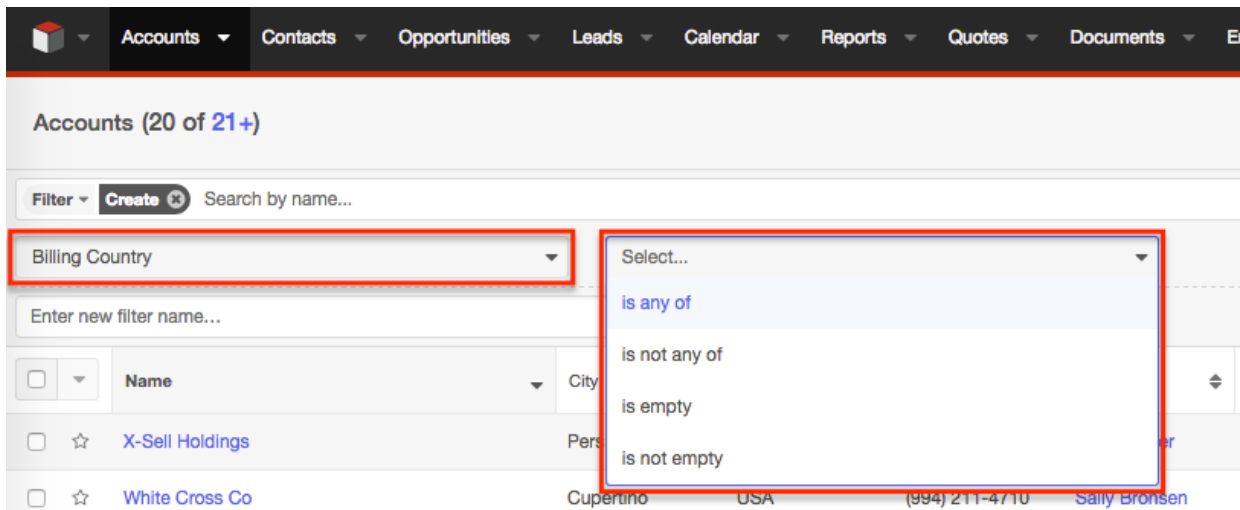 Accounts Contacts Opportunities Leads Calendar Reports Quotes Documents
Accounts (20 of 21+)
Filter Create Search by name...
Billing Country Select...
is any of
Enter new filter name...
is not any of
Name City
is empty
X-Sell Holdings
is not empty
White Cross Co Cupertino USA (994) 211-4710 Sally Bronsen